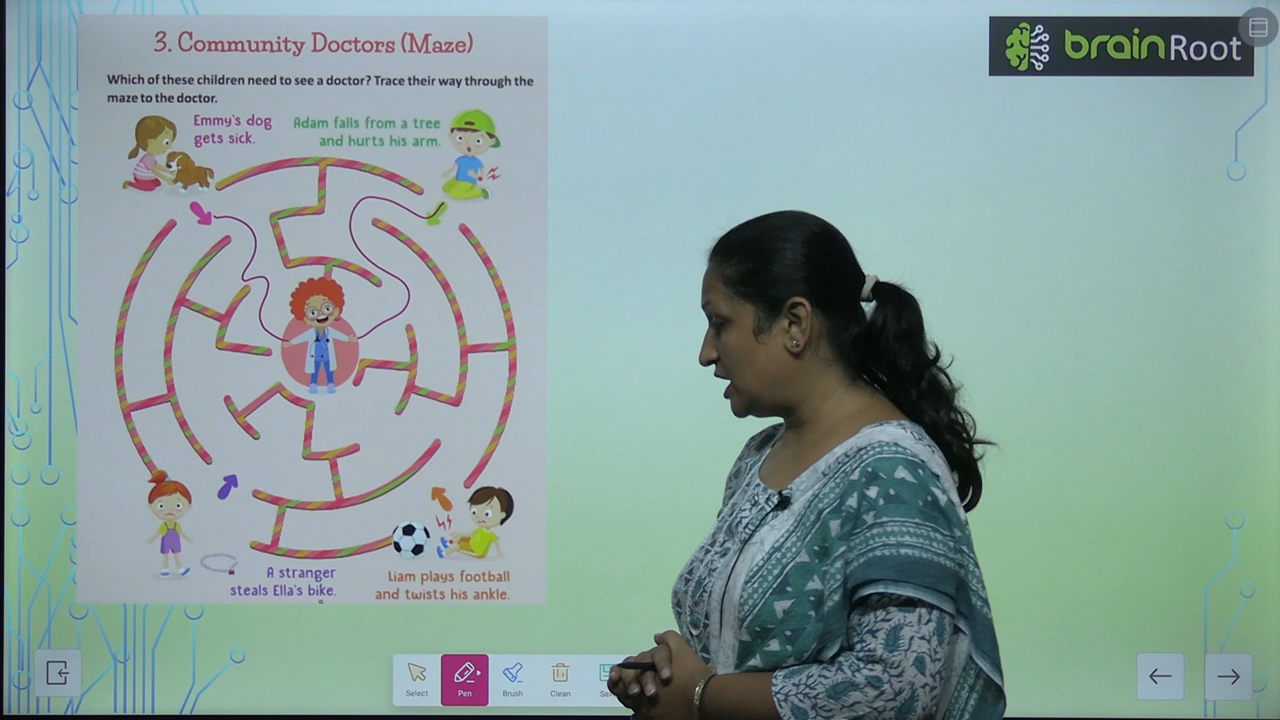 3. Community Doctors (Maze)
brainRoot
Which of these children need to see a doctor? Trace their way through the
maze to the doctor.
Emmy's dog
gets sick.
Adam falls from a tree
and hurts his arm.
A stranger
steals Ella's bike.
Liam plays football
and twists his ankle.
Select
Pen
Brush
Clean